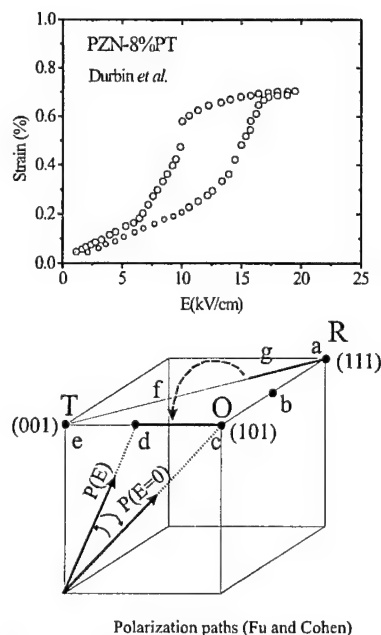 PZN-8%PT
Durbin et al.
Strain (%)
1.0
0.8
0.6
0.4
0.2
0.0
0 5 10 15 20 25
E(kV/cm)
R
g a (111)
f
T O b
(001) (101)
e d c
P(E)
P(E=0)
Polarization paths (Fu and Cohen)